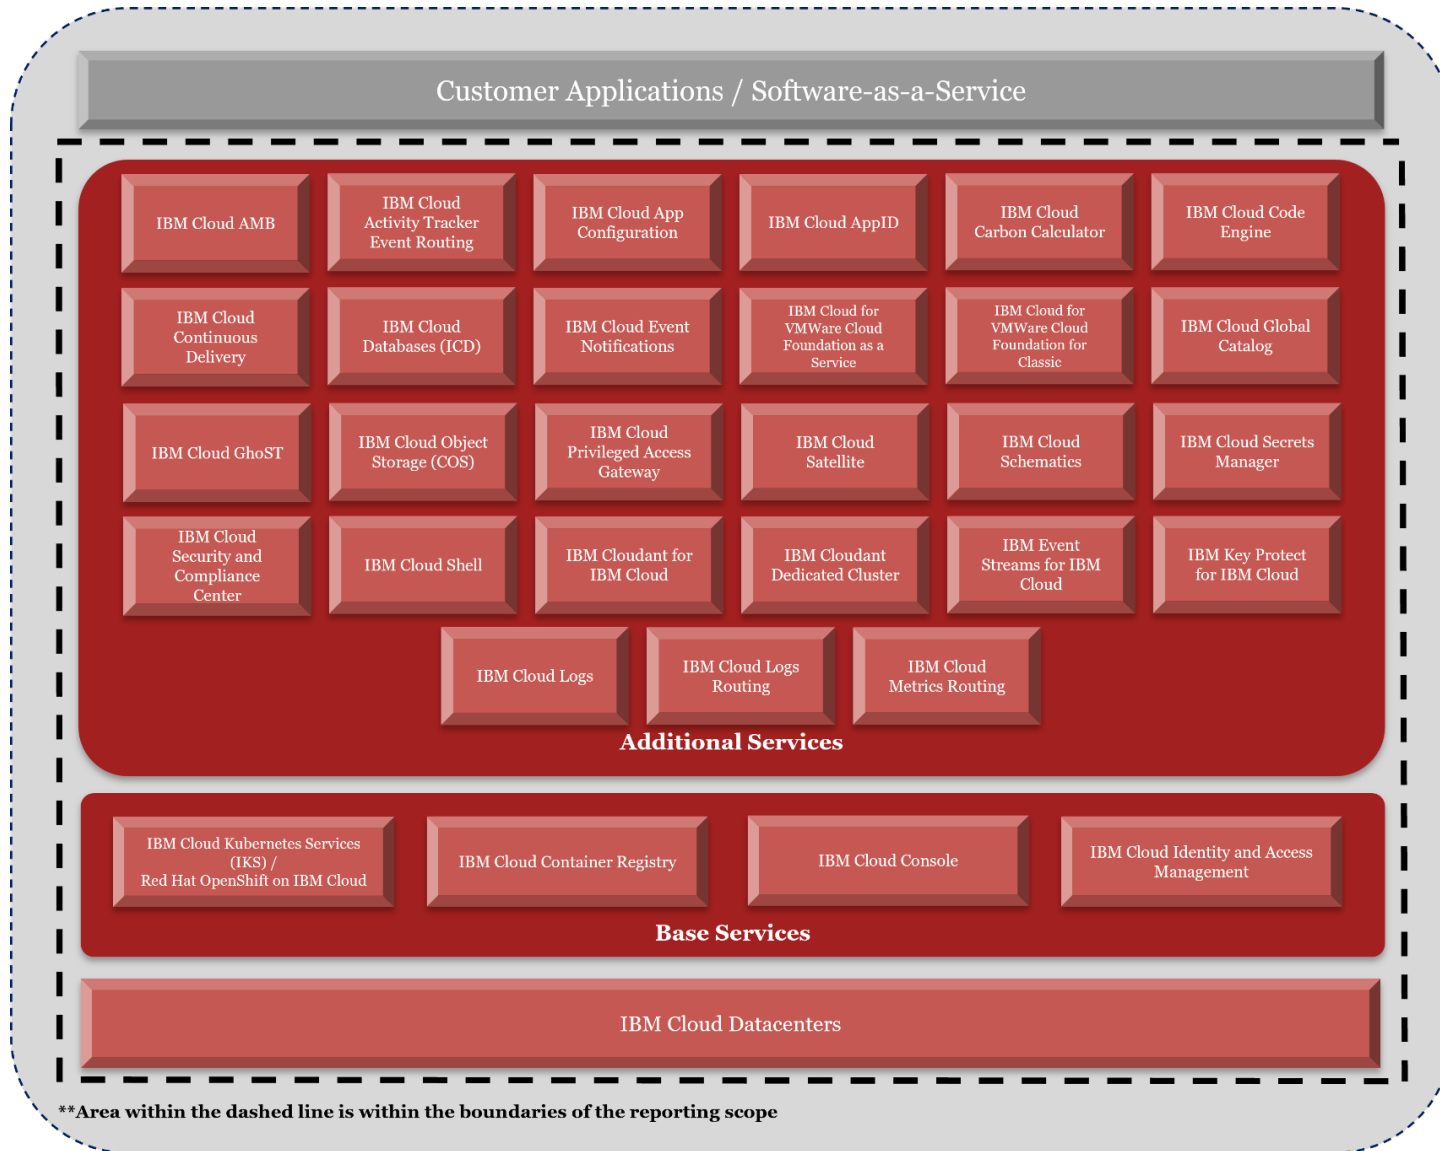 Customer Applications / Software-as-a-Service
IBM Cloud AMB
IBM Cloud
Activity Tracker
Event Routing
IBM Cloud App
Configuration
IBM Cloud AppID
IBM Cloud
Carbon Calculator
IBM Cloud Code
Engine
IBM Cloud
Continuous
Delivery
IBM Cloud
Databases (ICD)
IBM Cloud Event
Notifications
IBM Cloud for
VMWare Cloud
Foundation as a
Service
IBM Cloud for
VMWare Cloud
Foundation for
Classic
IBM Cloud Global
Catalog
IBM Cloud GhoST
IBM Cloud Object
Storage (COS)
IBM Cloud
Privileged Access
Gateway
IBM Cloud
Satellite
IBM Cloud
Schematics
IBM Cloud Secrets
Manager
IBM Cloud
Security and
Compliance
Center
IBM Cloud Shell
IBM Cloudant for
IBM Cloud
IBM Cloudant
Dedicated Cluster
IBM Event
Streams for IBM
Cloud
IBM Key Protect
for IBM Cloud
IBM Cloud Logs
IBM Cloud Logs
Routing
IBM Cloud
Metrics Routing
Additional Services
IBM Cloud Kubernetes Services
(IKS) /
Red Hat OpenShift on IBM Cloud
IBM Cloud Container Registry
IBM Cloud Console
IBM Cloud Identity and Access
Management
Base Services
IBM Cloud Datacenters
**Area within the dashed line is within the boundaries of the reporting scope